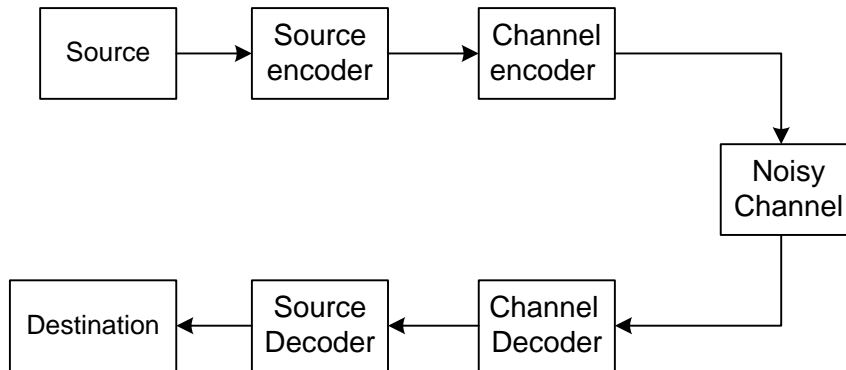 Source
Source
encoder
Channel
encoder
Noisy
Channel
Channel
Decoder
Source
Decoder
Destination